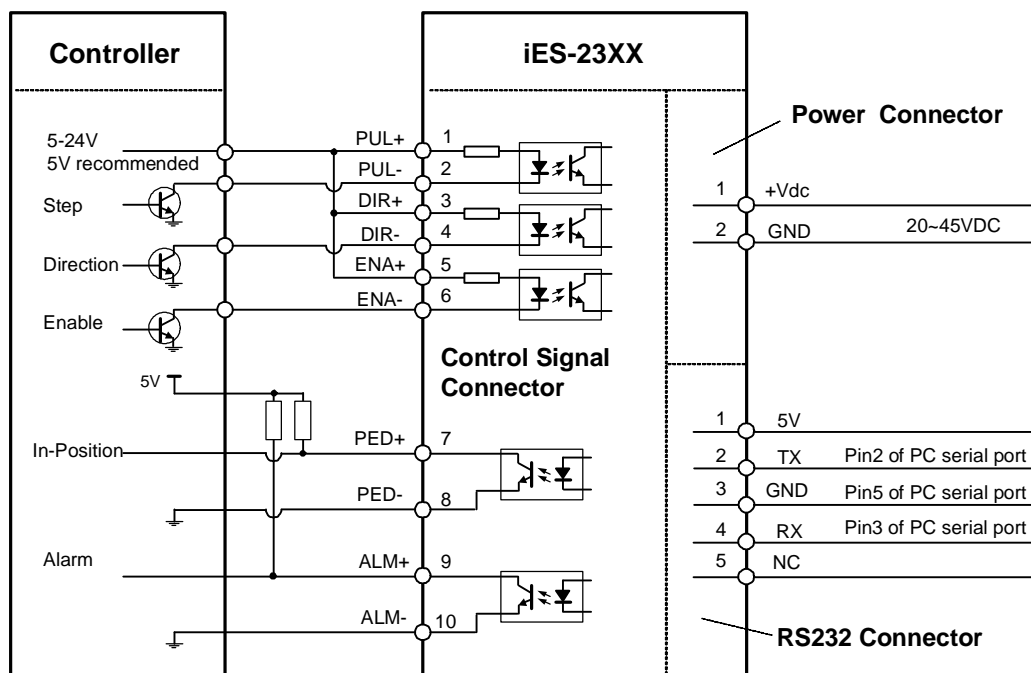 Controller
iES-23XX
5-24V
5V recommended
Step
Direction
Enable
5V
In-Position
Alarm
PUL+
PUL-
DIR+
DIR-
ENA+
ENA-
PED+
PED-
ALM+
ALM-
1
2
3
4
5
6
7
8
9
10
Control Signal
Connector
Power Connector
1 +Vdc
2 GND 20~45VDC
1 5V
2 TX Pin2 of PC serial port
3 GND Pin5 of PC serial port
4 RX Pin3 of PC serial port
5 NC
RS232 Connector